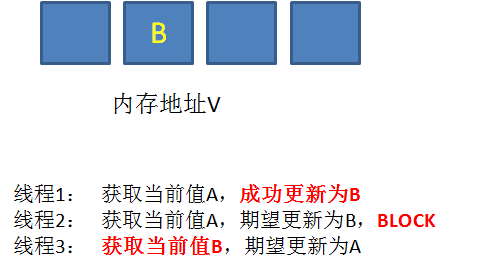 B
内存地址V
线程1： 获取当前值A，成功更新为B
线程2： 获取当前值A，期望更新为B，BLOCK
线程3： 获取当前值B，期望更新为A